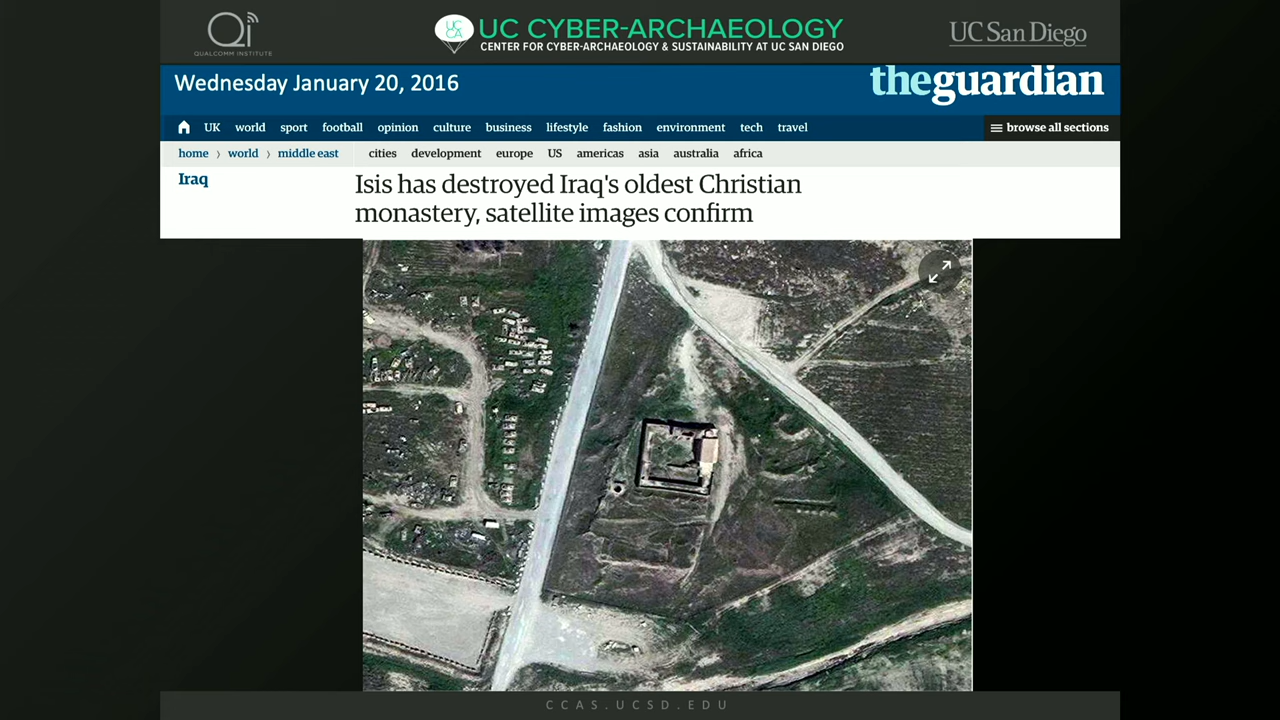 Qi
QUALCOMM INSTITUTE
UC
CA
UC CYBER-ARCHAEOLOGY
CENTER FOR CYBER-ARCHAEOLOGY & SUSTAINABILITY AT UC SAN DIEGO
UC San Diego
Wednesday January 20, 2016
theguardian
UK world sport football opinion culture business lifestyle fashion environment tech travel
browse all sections
home › world › middle east cities development europe US americas asia australia africa
Iraq
Isis has destroyed Iraq's oldest Christian
monastery, satellite images confirm
CCAS.UCSD.EDU